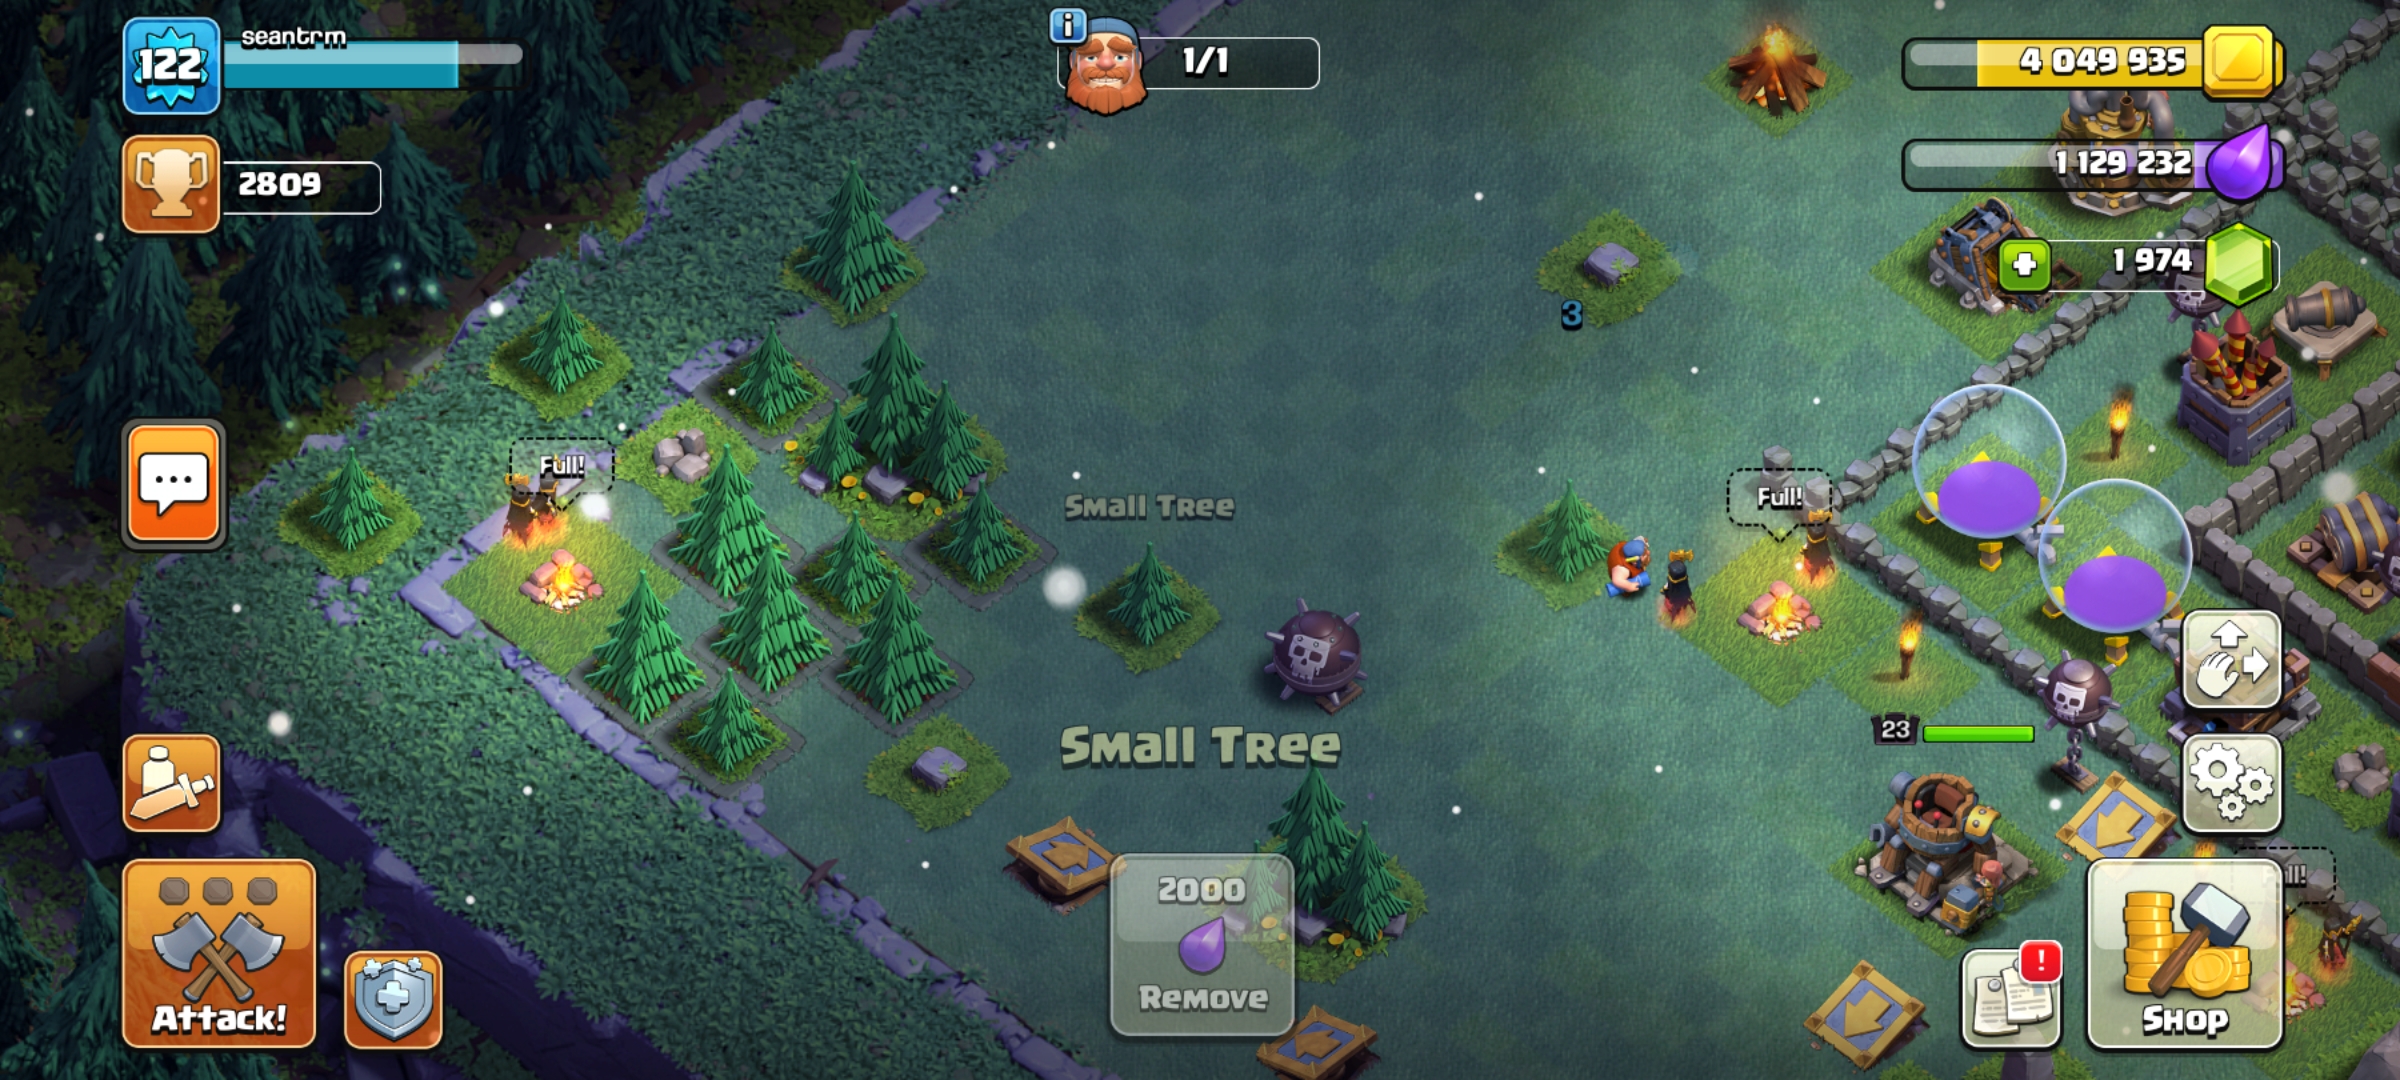 122
seantrm
i
1/1
4 049 935
2809
1 129 232
1 974
3
Full!
Full!
Small Tree
Small Tree
23
2000
Remove
Attack!
!
Shop